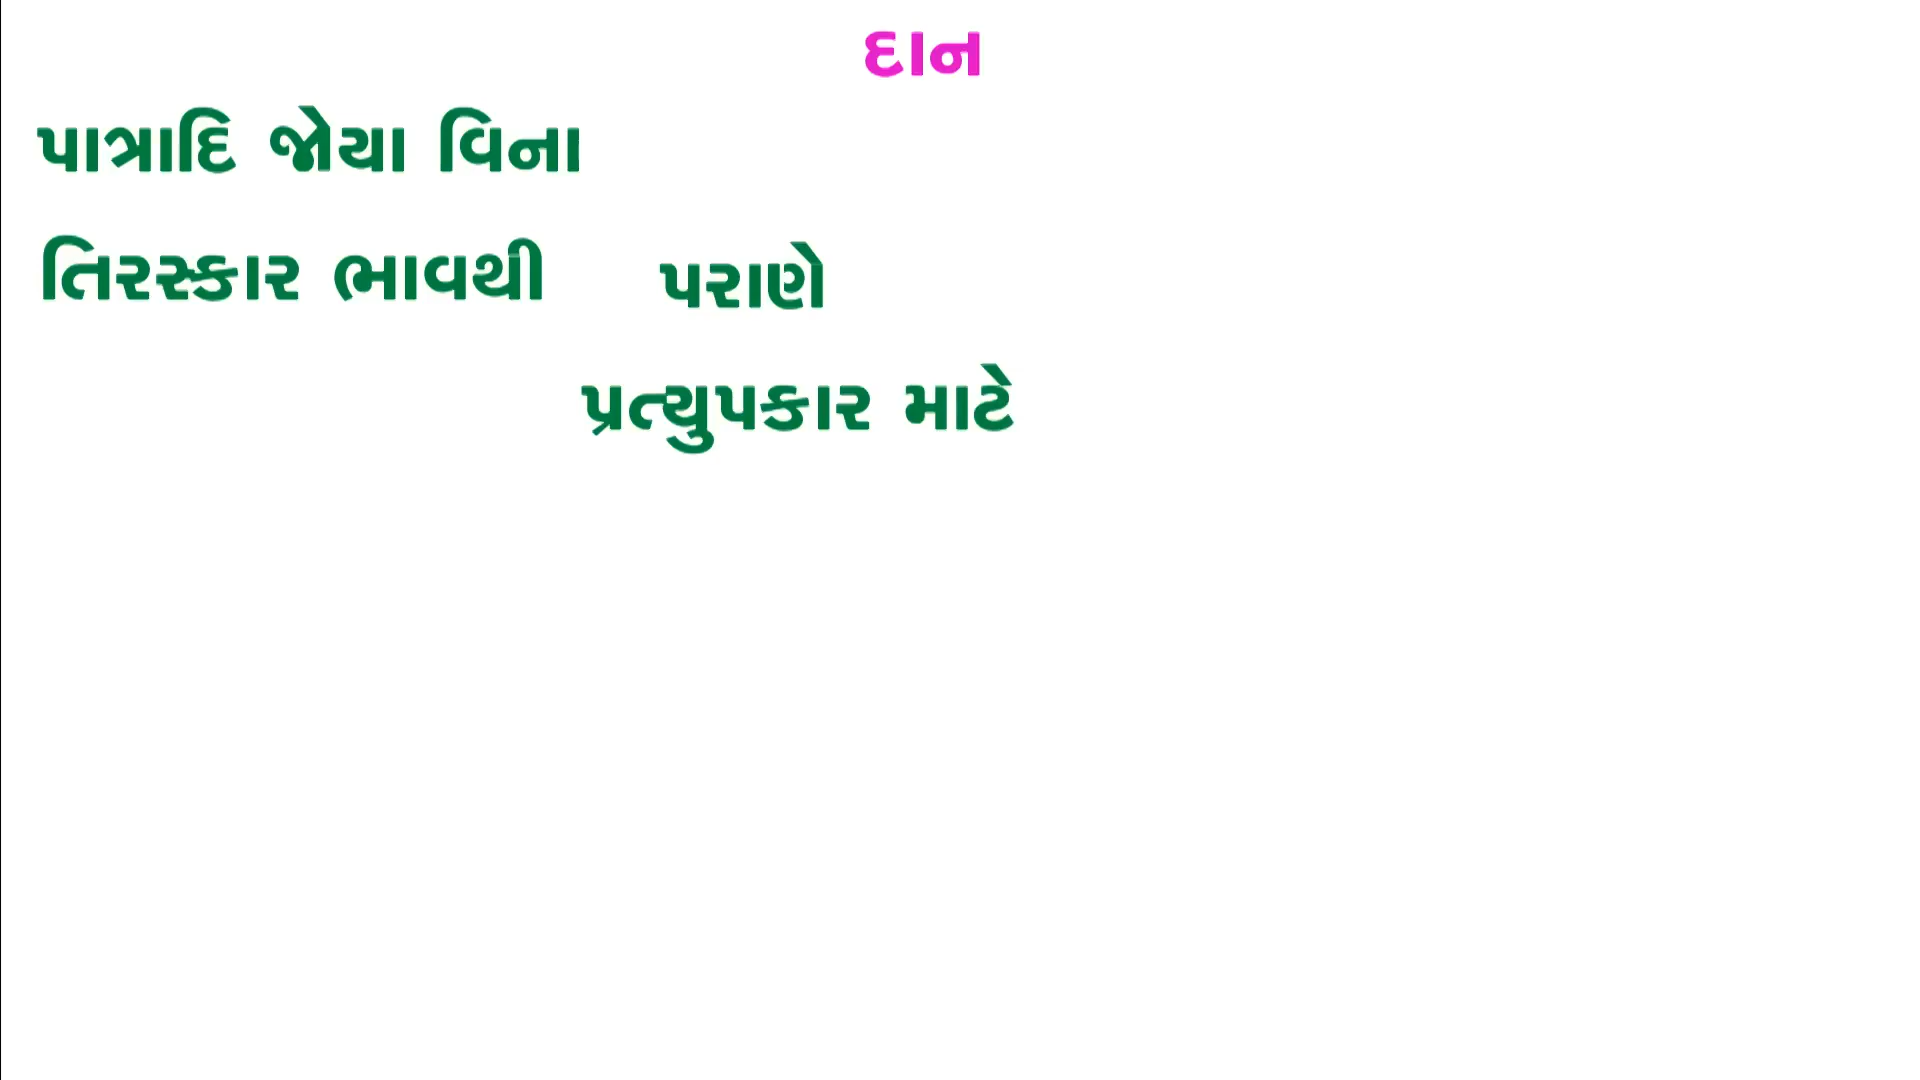 દાન
પાત્રાદિ જોયા વિના
તિરસ્કાર ભાવથી પરાણે
પ્રત્યુપકાર માટે